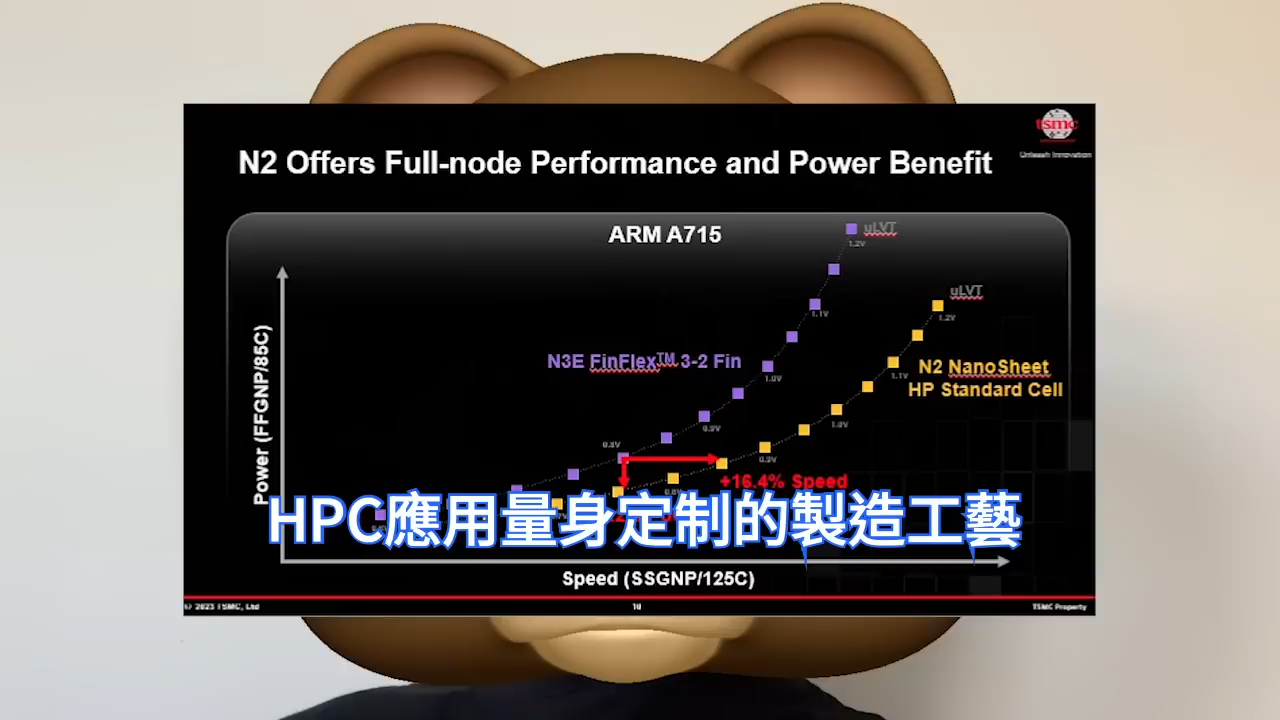 tsmc
Unleash Innovation
N2 Offers Full-node Performance and Power Benefit
ARM A715
uLVT
1.2V
uLVT
1.2V
1.1V
N3E FinFlex™ 3-2 Fin
N2 NanoSheet
HP Standard Cell
1.0V
1.1V
0.9V
1.0V
0.8V
0.9V
+16.4% Speed
0.8V
Power (FFGNP/85C)
HPC應用量身定制的製造工藝
Speed (SSGNP/125C)
© 2023 TSMC, Ltd
10
TSMC Property